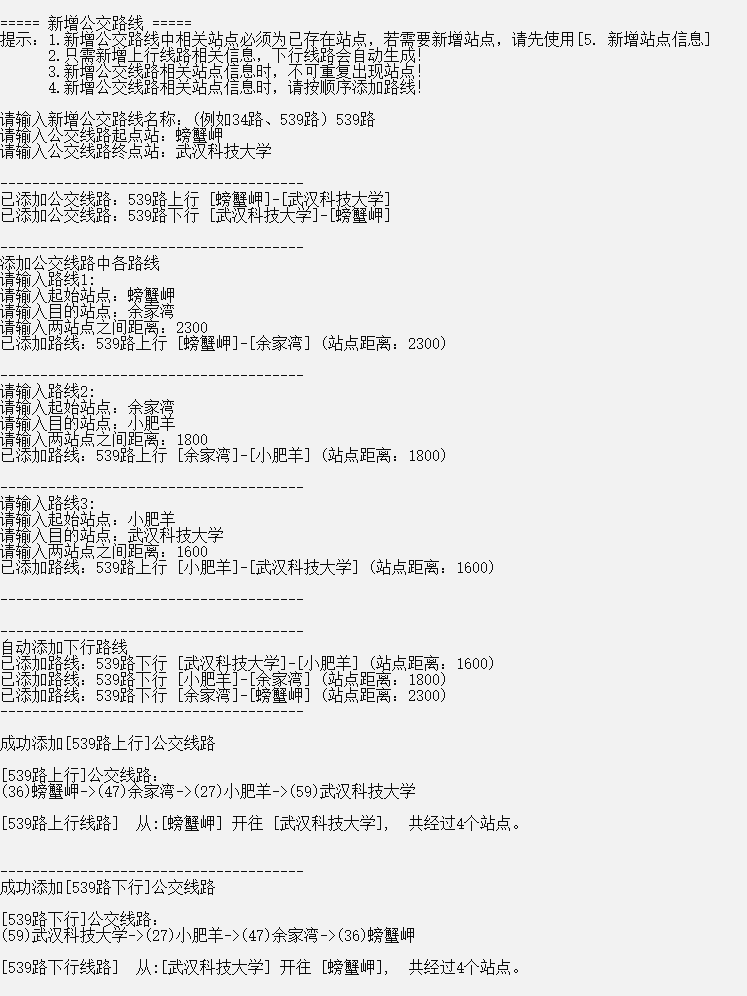 ===== 新增公交路线 =====
提示：1.新增公交路线中相关站点必须为已存在站点，若需要新增站点，请先使用[5. 新增站点信息]
2.只需新增上行线路相关信息，下行线路会自动生成!
3.新增公交线路相关站点信息时，不可重复出现站点!
4.新增公交线路相关站点信息时，请按顺序添加路线!
请输入新增公交路线名称：(例如34路、539路) 539路
请输入公交线路起点站：螃蟹岬
请输入公交线路终点站：武汉科技大学
--------------------------------------
已添加公交线路：539路上行 [螃蟹岬]-[武汉科技大学]
已添加公交线路：539路下行 [武汉科技大学]-[螃蟹岬]
--------------------------------------
添加公交线路中各路线
请输入路线1:
请输入起始站点：螃蟹岬
请输入目的站点：余家湾
请输入两站点之间距离：2300
已添加路线：539路上行 [螃蟹岬]-[余家湾] (站点距离：2300)
--------------------------------------
请输入路线2:
请输入起始站点：余家湾
请输入目的站点：小肥羊
请输入两站点之间距离：1800
已添加路线：539路上行 [余家湾]-[小肥羊] (站点距离：1800)
--------------------------------------
请输入路线3:
请输入起始站点：小肥羊
请输入目的站点：武汉科技大学
请输入两站点之间距离：1600
已添加路线：539路上行 [小肥羊]-[武汉科技大学] (站点距离：1600)
--------------------------------------
--------------------------------------
自动添加下行路线
已添加路线：539路下行 [武汉科技大学]-[小肥羊] (站点距离：1600)
已添加路线：539路下行 [小肥羊]-[余家湾] (站点距离：1800)
已添加路线：539路下行 [余家湾]-[螃蟹岬] (站点距离：2300)
--------------------------------------
成功添加[539路上行]公交线路
[539路上行]公交线路：
(36)螃蟹岬->(47)余家湾->(27)小肥羊->(59)武汉科技大学
[539路上行线路] 从:[螃蟹岬] 开往 [武汉科技大学], 共经过4个站点。
--------------------------------------
成功添加[539路下行]公交线路
[539路下行]公交线路：
(59)武汉科技大学->(27)小肥羊->(47)余家湾->(36)螃蟹岬
[539路下行线路] 从:[武汉科技大学] 开往 [螃蟹岬], 共经过4个站点。